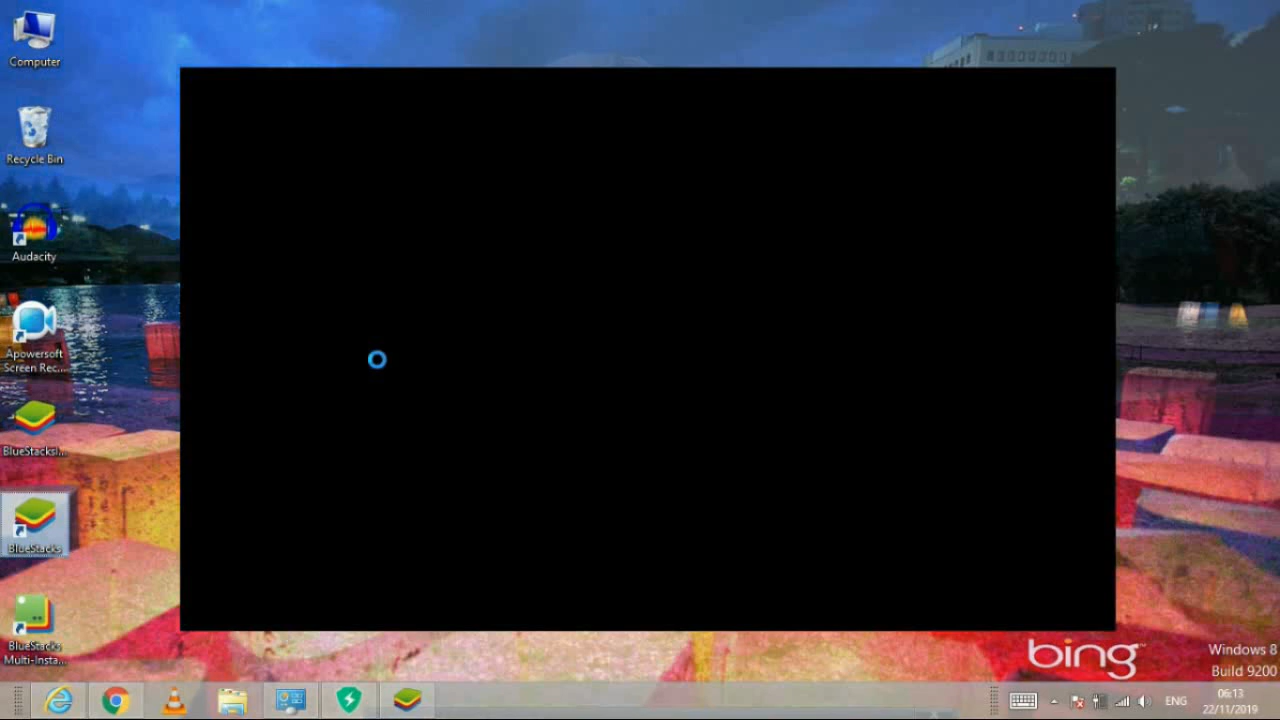 Computer
Recycle Bin
Audacity
Apowersoft
Screen Rec...
BlueStacksi...
BlueStacks
BlueStacks
Multi-Insta...
bing
Windows 8
Build 9200
ENG
06:13
22/11/2019